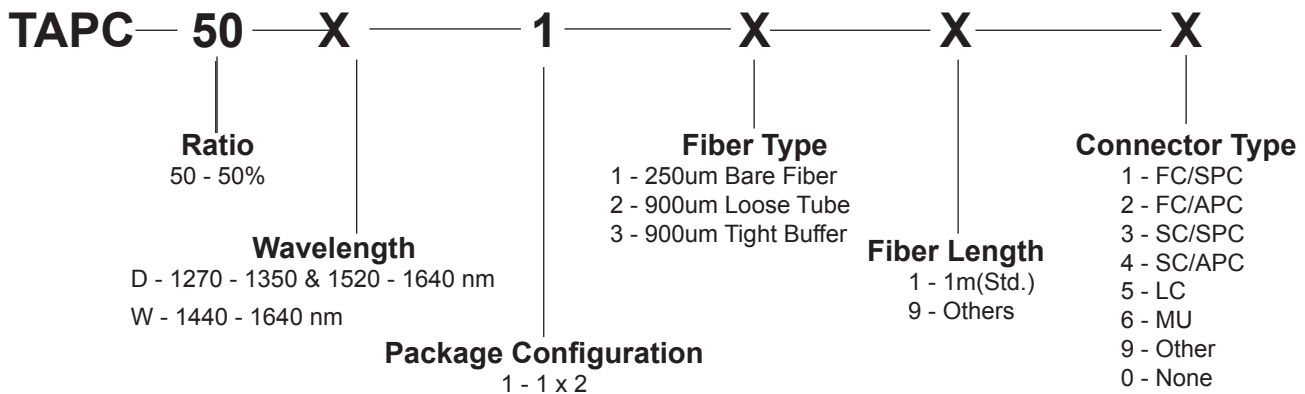 TAPC 50 X 1 X X X
Ratio
50 - 50%
Wavelength
D - 1270 - 1350 & 1520 - 1640 nm
W - 1440 - 1640 nm
Package Configuration
1 - 1 x 2
Fiber Type
1 - 250um Bare Fiber
2 - 900um Loose Tube
3 - 900um Tight Buffer
Fiber Length
1 - 1m(Std.)
9 - Others
Connector Type
1 - FC/SPC
2 - FC/APC
3 - SC/SPC
4 - SC/APC
5 - LC
6 - MU
9 - Other
0 - None